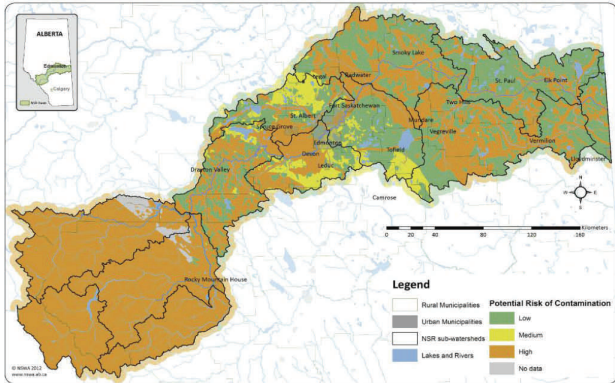 ALBERTA
Edmonton
Calgary
NSR basin
Smoky Lake
Redwater
St. Paul
Elk Point
Fort Saskatchewan
Two Hills
St. Albert
Mundare
Spruce Grove
Vegreville
Edmonton
Vermilion
Devon
Tofield
Leduc
Lloydminster
Drayton Valley
Camrose
N
W
E
S
Kilometers
0 20 40 80 120 160
Rocky Mountain House
Legend
Rural Municipalities
Urban Municipalities
NSR sub-watersheds
Lakes and Rivers
Potential Risk of Contamination
Low
Medium
High
No data
© NSWA 2012
www.nswa.ab.ca